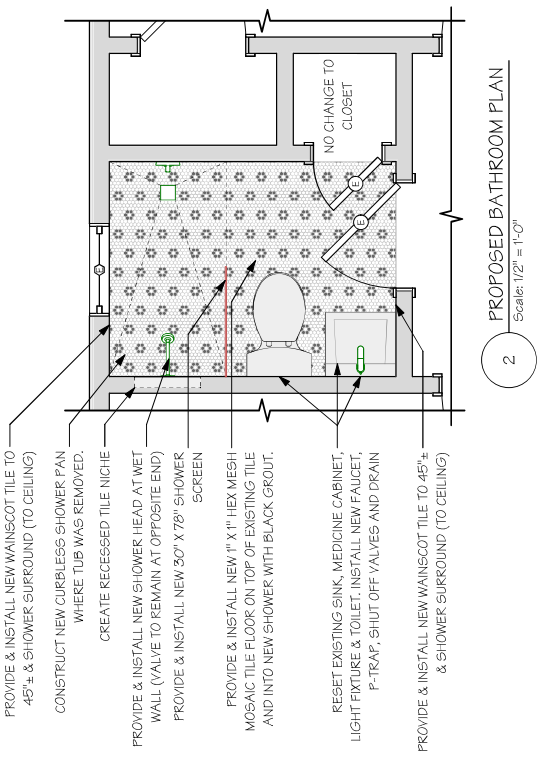 PROVIDE & INSTALL NEW WAINSCOT TILE TO
45"± & SHOWER SURROUND (TO CEILING)
CONSTRUCT NEW CURBLESS SHOWER PAN
WHERE TUB WAS REMOVED.
CREATE RECESSED TILE NICHE
PROVIDE & INSTALL NEW SHOWER HEAD AT WET
WALL (VALVE TO REMAIN AT OPPOSITE END)
PROVIDE & INSTALL NEW 30" X 78" SHOWER
SCREEN
PROVIDE & INSTALL NEW 1" X 1" HEX MESH
MOSAIC TILE FLOOR ON TOP OF EXISTING TILE
AND INTO NEW SHOWER WITH BLACK GROUT.
RESET EXISTING SINK, MEDICINE CABINET,
LIGHT FIXTURE & TOILET. INSTALL NEW FAUCET,
P-TRAP, SHUT OFF VALVES AND DRAIN
PROVIDE & INSTALL NEW WAINSCOT TILE TO 45"±
& SHOWER SURROUND (TO CEILING)
E
NO CHANGE TO
CLOSET
E
E
2
PROPOSED BATHROOM PLAN
Scale: 1/2" = 1'-0"